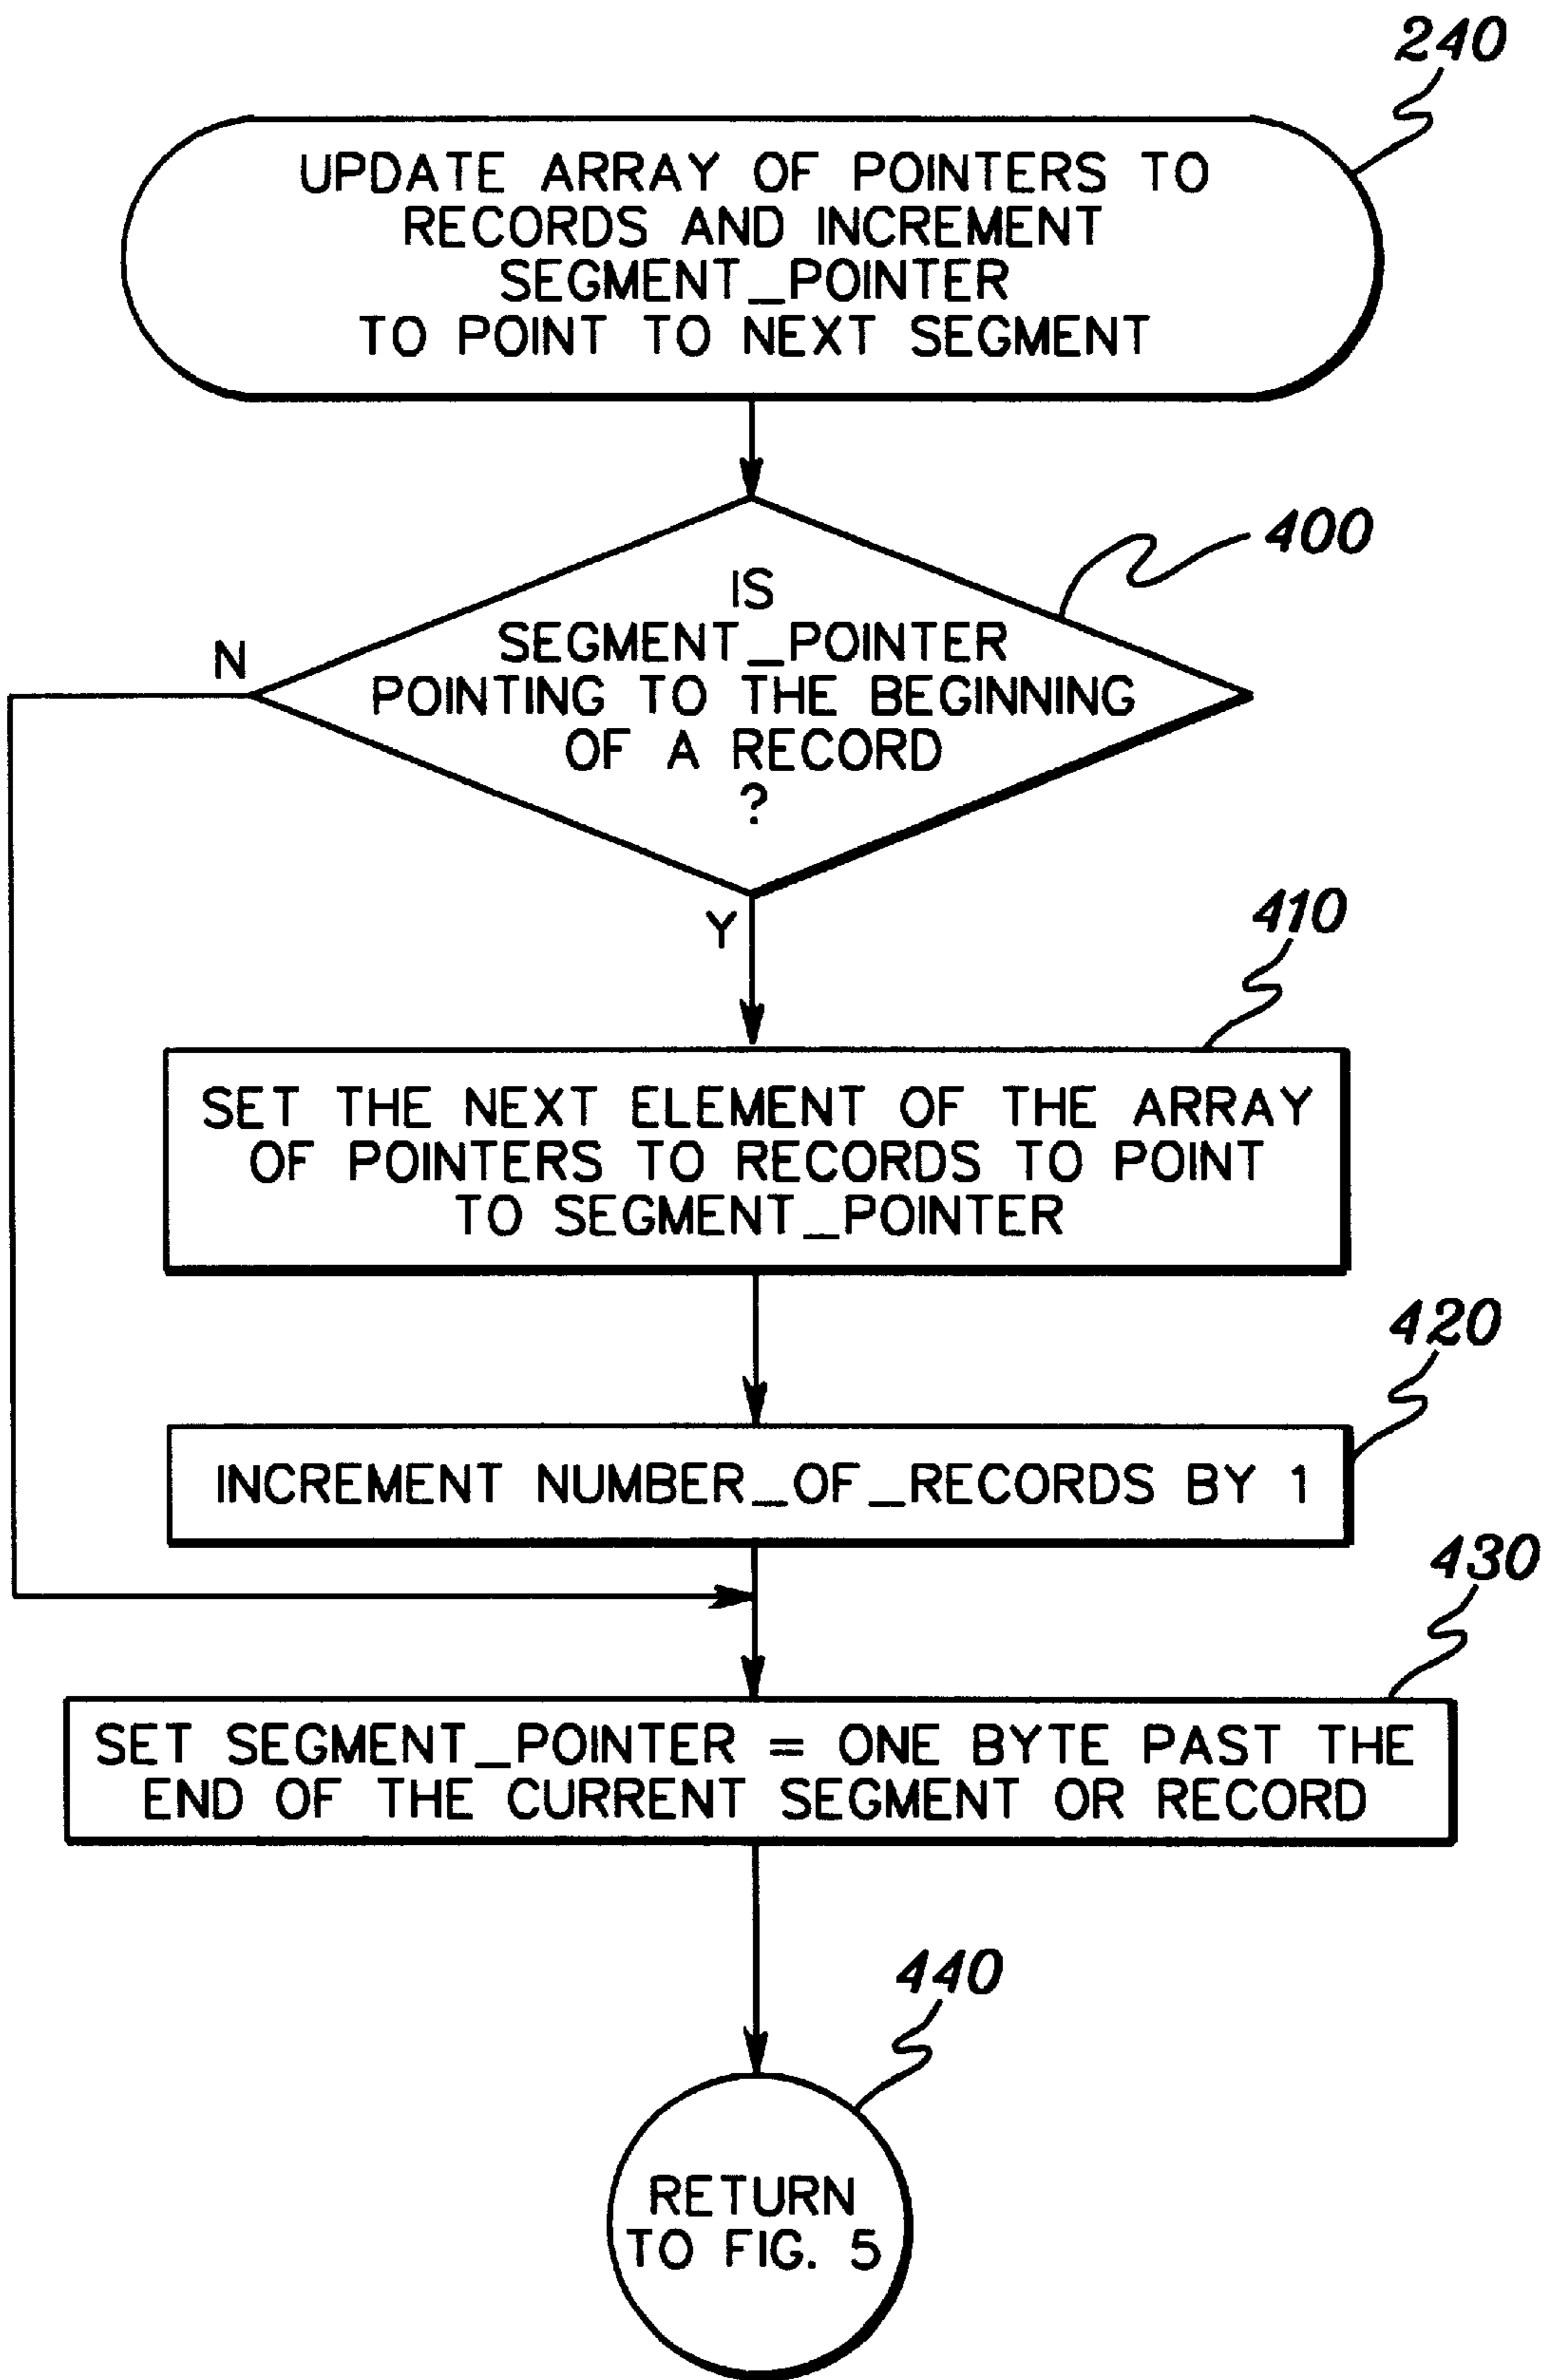 240
UPDATE ARRAY OF POINTERS TO
RECORDS AND INCREMENT
SEGMENT_POINTER
TO POINT TO NEXT SEGMENT
400
IS
SEGMENT_POINTER
POINTING TO THE BEGINNING
OF A RECORD
?
N
Y
410
SET THE NEXT ELEMENT OF THE ARRAY
OF POINTERS TO RECORDS TO POINT
TO SEGMENT_POINTER
420
INCREMENT NUMBER_OF_RECORDS BY 1
430
SET SEGMENT_POINTER = ONE BYTE PAST THE
END OF THE CURRENT SEGMENT OR RECORD
440
RETURN
TO FIG. 5